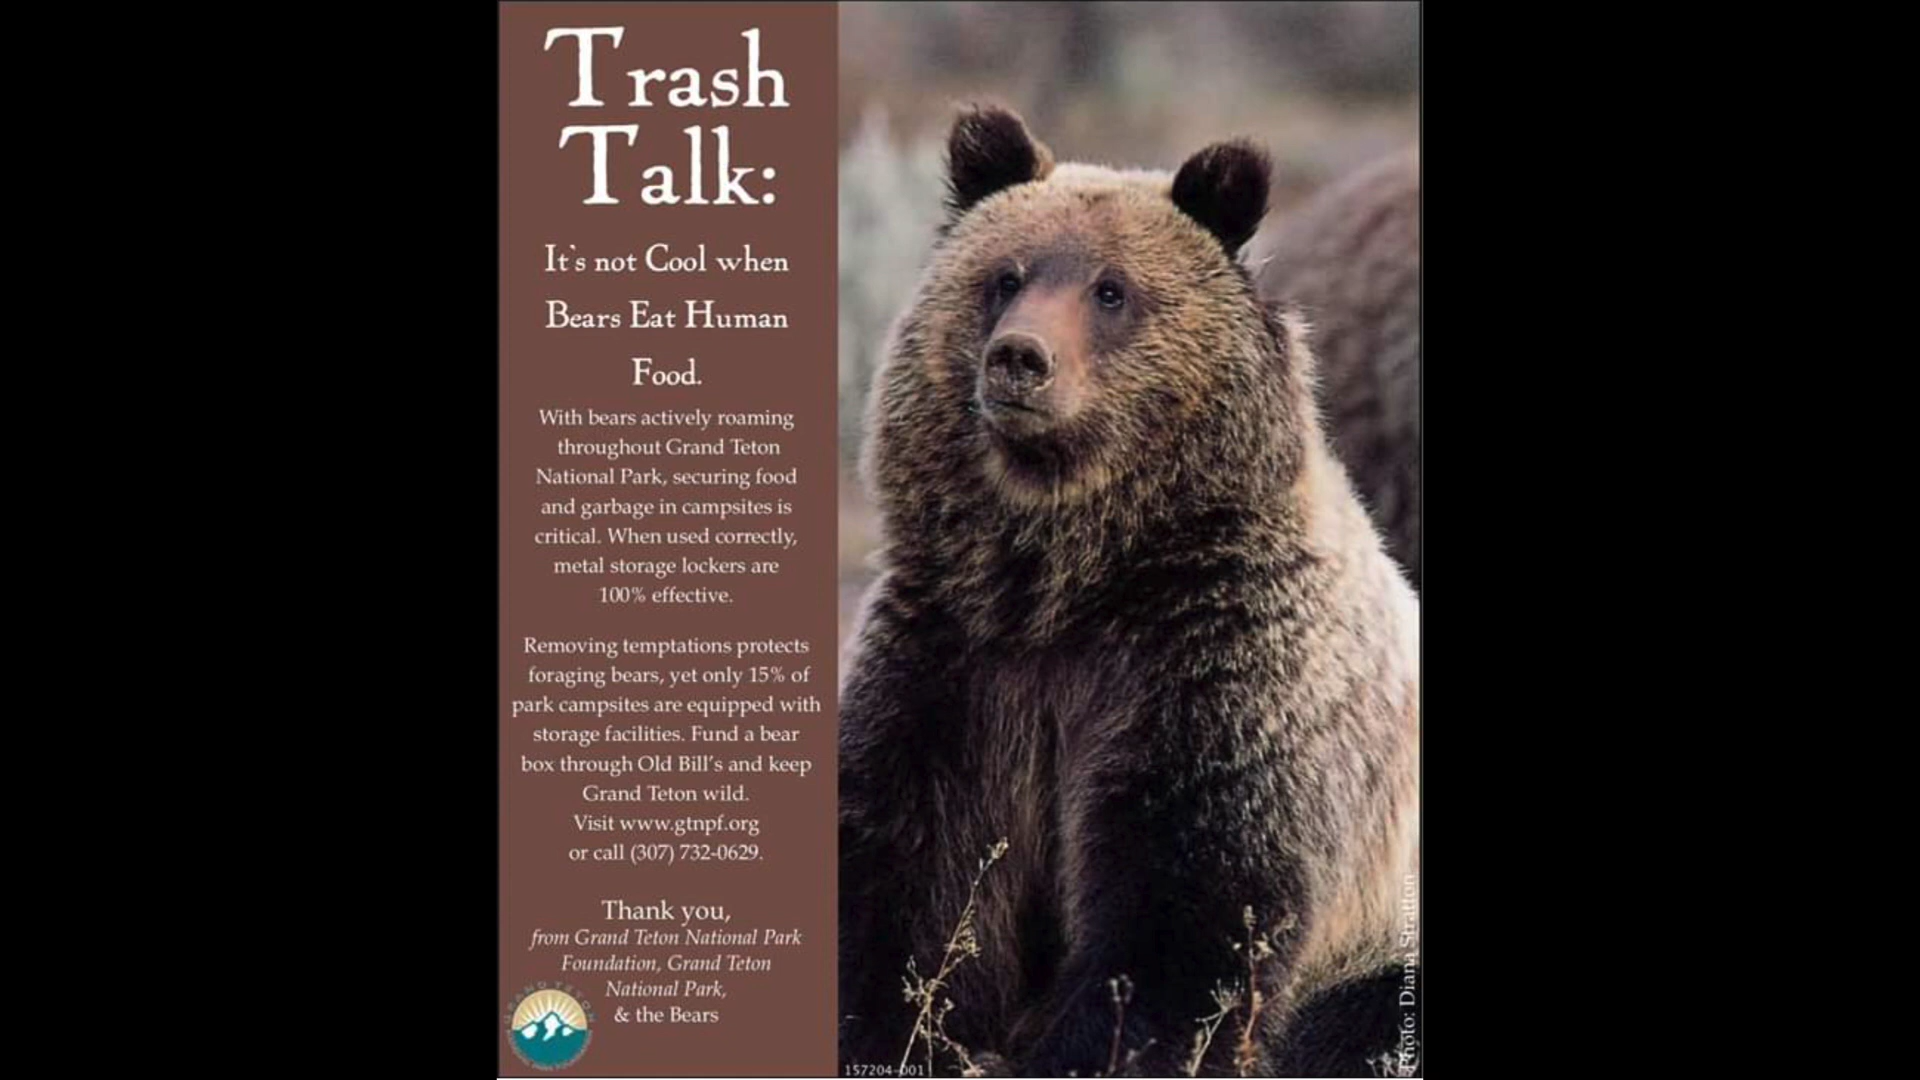 Trash
Talk:
It's not Cool when
Bears Eat Human
Food.
With bears actively roaming
throughout Grand Teton
National Park, securing food
and garbage in campsites is
critical. When used correctly,
metal storage lockers are
100% effective.
Removing temptations protects
foraging bears, yet only 15% of
park campsites are equipped with
storage facilities. Fund a bear
box through Old Bill's and keep
Grand Teton wild.
Visit www.gtnpf.org
or call (307) 732-0629.
Thank you,
from Grand Teton National Park
Foundation, Grand Teton
National Park,
& the Bears
GRAND TETON
157204-001
Photo: Diana Stratton